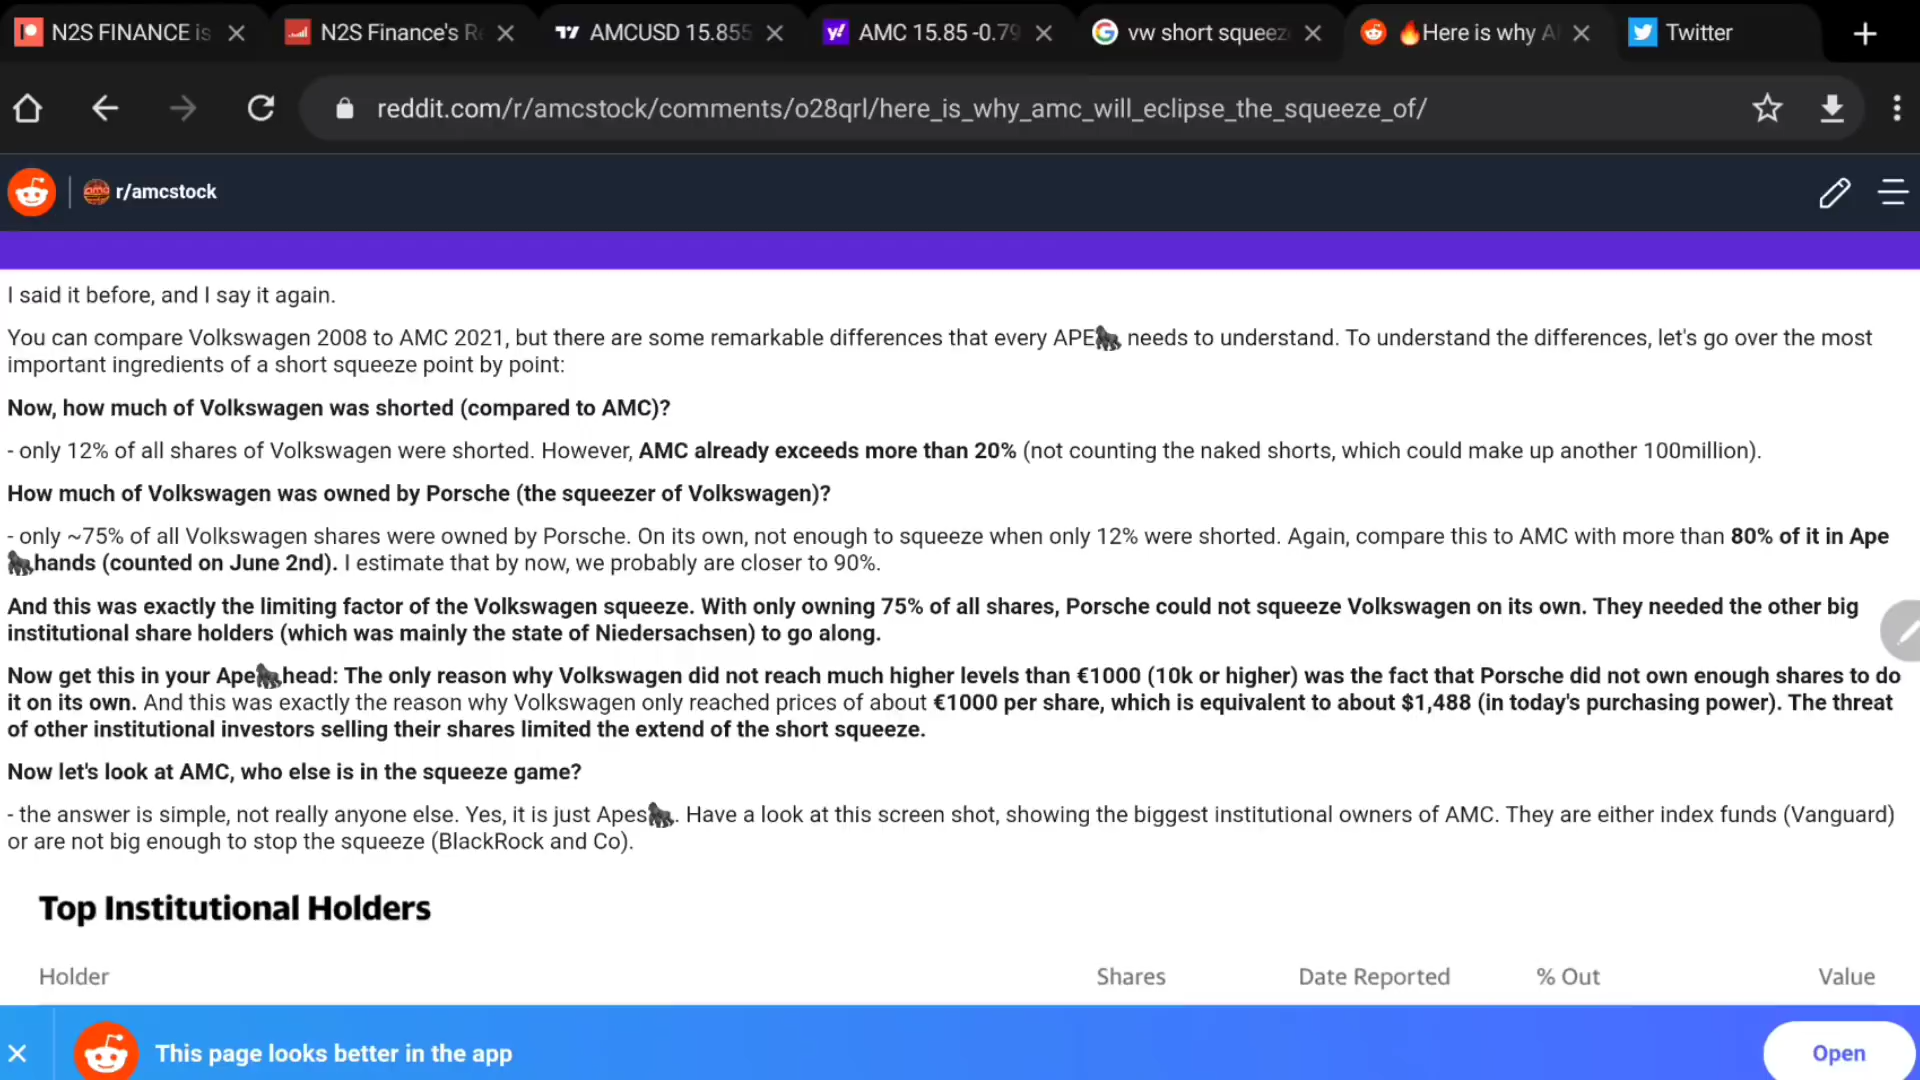 N2S FINANCE is
N2S Finance's R
AMCUSD 15.855
AMC 15.85 -0.79
vw short squeez
🔥Here is why A
Twitter
reddit.com/r/amcstock/comments/o28qrl/here_is_why_amc_will_eclipse_the_squeeze_of/
r/amcstock
I said it before, and I say it again.
You can compare Volkswagen 2008 to AMC 2021, but there are some remarkable differences that every APE🦍 needs to understand. To understand the differences, let's go over the most
important ingredients of a short squeeze point by point:
Now, how much of Volkswagen was shorted (compared to AMC)?
- only 12% of all shares of Volkswagen were shorted. However, AMC already exceeds more than 20% (not counting the naked shorts, which could make up another 100million).
How much of Volkswagen was owned by Porsche (the squeezer of Volkswagen)?
- only ~75% of all Volkswagen shares were owned by Porsche. On its own, not enough to squeeze when only 12% were shorted. Again, compare this to AMC with more than 80% of it in Ape
🦍hands (counted on June 2nd). I estimate that by now, we probably are closer to 90%.
And this was exactly the limiting factor of the Volkswagen squeeze. With only owning 75% of all shares, Porsche could not squeeze Volkswagen on its own. They needed the other big
institutional share holders (which was mainly the state of Niedersachsen) to go along.
Now get this in your Ape🦍head: The only reason why Volkswagen did not reach much higher levels than €1000 (10k or higher) was the fact that Porsche did not own enough shares to do
it on its own. And this was exactly the reason why Volkswagen only reached prices of about €1000 per share, which is equivalent to about $1,488 (in today's purchasing power). The threat
of other institutional investors selling their shares limited the extend of the short squeeze.
Now let's look at AMC, who else is in the squeeze game?
- the answer is simple, not really anyone else. Yes, it is just Apes🦍. Have a look at this screen shot, showing the biggest institutional owners of AMC. They are either index funds (Vanguard)
or are not big enough to stop the squeeze (BlackRock and Co).
Top Institutional Holders
Holder Shares Date Reported % Out Value
This page looks better in the app
Open